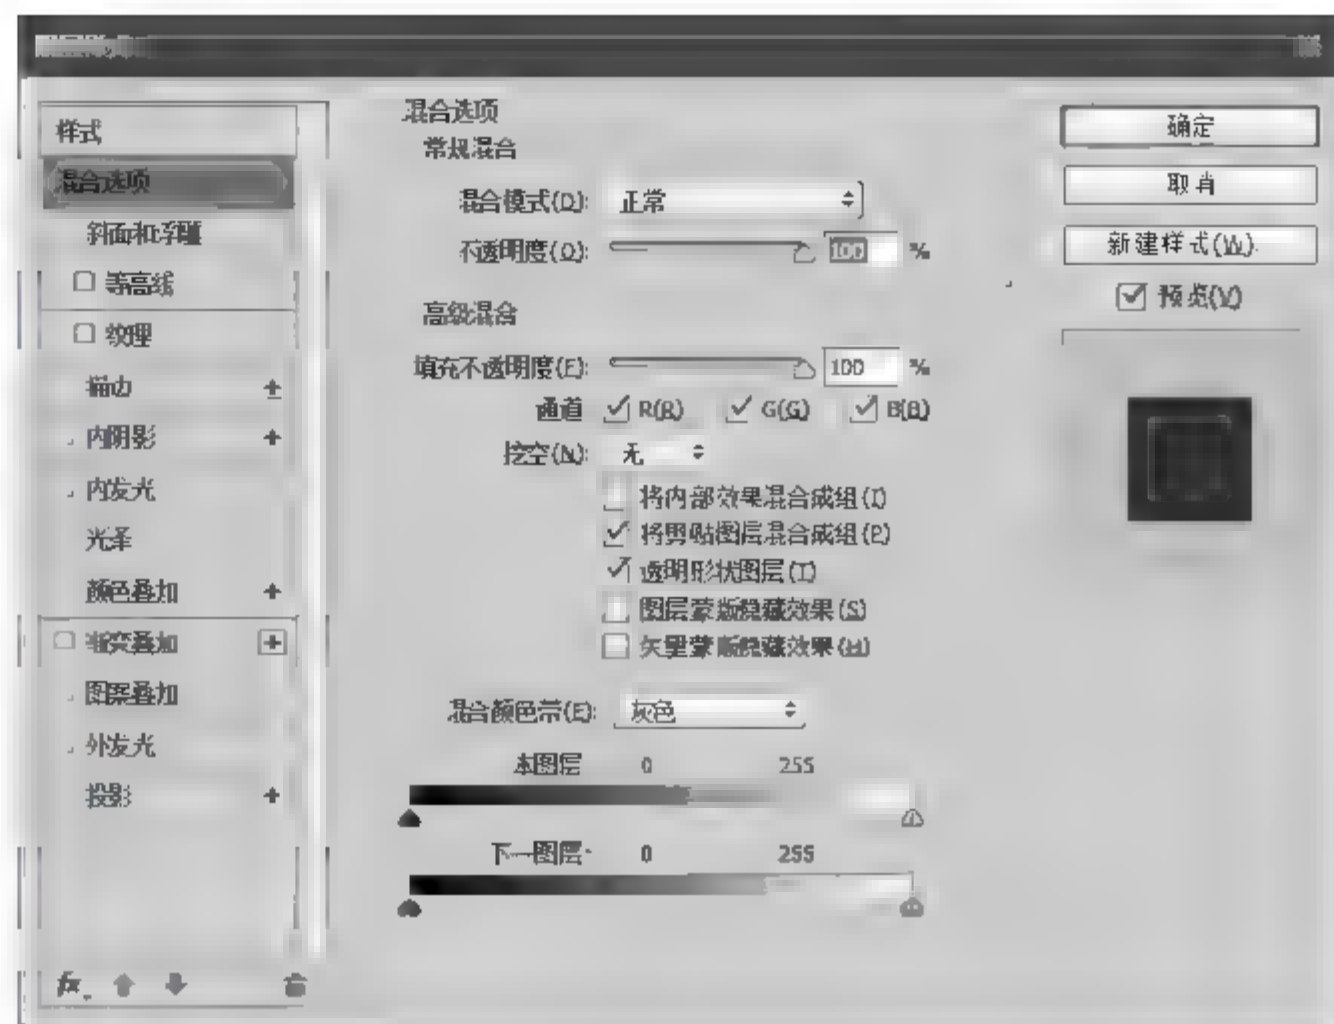 样式
混合选项
斜面和浮雕
等高线
纹理
描边
内阴影
内发光
光泽
颜色叠加
渐变叠加
图案叠加
外发光
投影
fx
混合选项
常规混合
混合模式(D): 正常
不透明度(O): 100 %
高级混合
填充不透明度(F): 100 %
通道 R(R) G(G) B(B)
挖空(N): 无
将内部效果混合成组(I)
将剪贴图层混合成组(P)
透明形状图层(T)
图层蒙版隐藏效果(S)
矢量蒙版隐藏效果(H)
混合颜色带(E): 灰色
本图层 0 255
下一图层: 0 255
确定
取消
新建样式(W)...
预览(V)